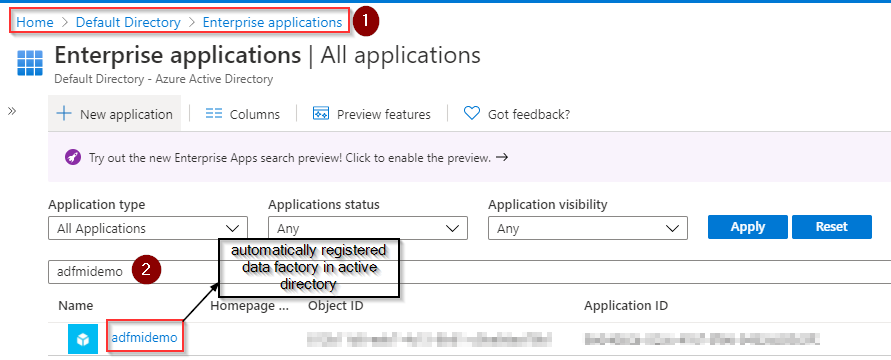 Home > Default Directory > Enterprise applications
1
Enterprise applications | All applications
Default Directory - Azure Active Directory
»
+ New application
Columns
Preview features
Got feedback?
Try out the new Enterprise Apps search preview! Click to enable the preview. →
Application type
Applications status
Application visibility
All Applications
Any
Any
Apply
Reset
automatically registered
data factory in active
directory
adfmidemo
2
Name
Homepage ...
Object ID
Application ID
adfmidemo